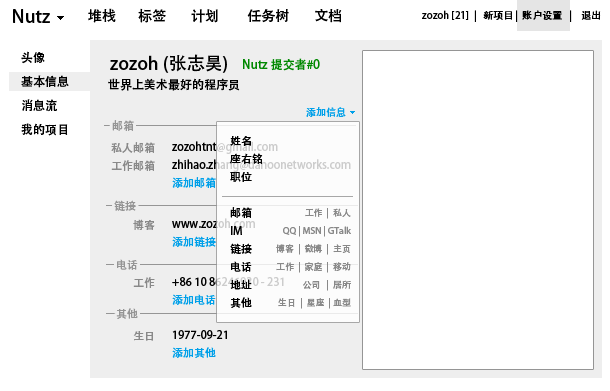 Nutz 堆栈 标签 计划 任务树 文档 zozoh [21] | 新项目 | 账户设置 | 退出
头像
基本信息
消息流
我的项目
zozoh (张志昊) Nutz 提交者#0
世界上美术最好的程序员
添加信息
邮箱
私人邮箱 zozohtnt@gmail.com
工作邮箱 zhihao.zhang@danoonetworks.com
添加邮箱
链接
博客 www.zozoh.com
添加链接
电话
工作 +86 10 8
添加电话
其他
生日 1977-09-21
添加其他
姓名
座右铭
职位
邮箱 工作 | 私人
IM QQ | MSN | GTalk
链接 博客 | 微博 | 主页
电话 工作 | 家庭 | 移动
地址 公司 | 居所
其他 生日 | 星座 | 血型